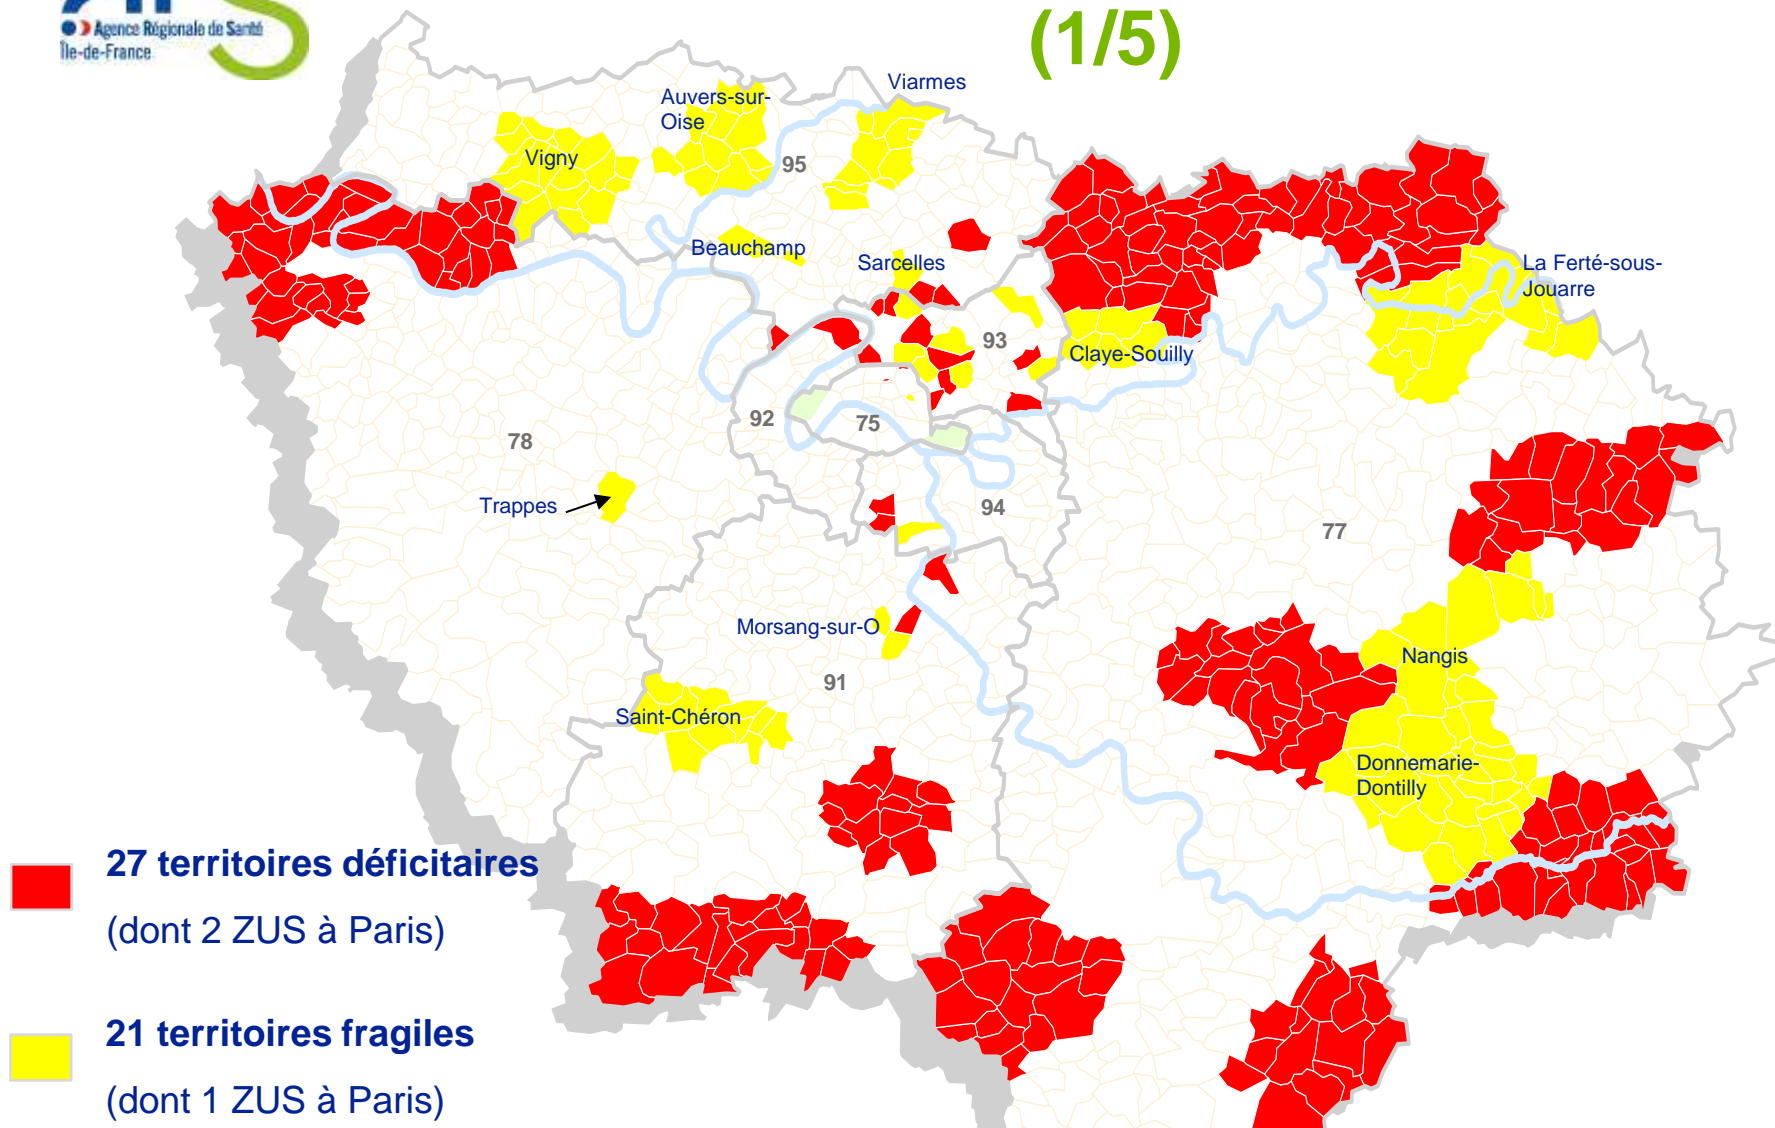 Agence Régionale de Santé
Île-de-France
(1/5)
Viarmes
Auvers-sur-
Oise
Vigny
95
Beauchamp
Sarcelles
La Ferté-sous-
Jouarre
93
Claye-Souilly
92
75
78
Trappes
94
77
Morsang-sur-O
Nangis
91
Saint-Chéron
Donnemarie-
Dontilly
27 territoires déficitaires
(dont 2 ZUS à Paris)
21 territoires fragiles
(dont 1 ZUS à Paris)